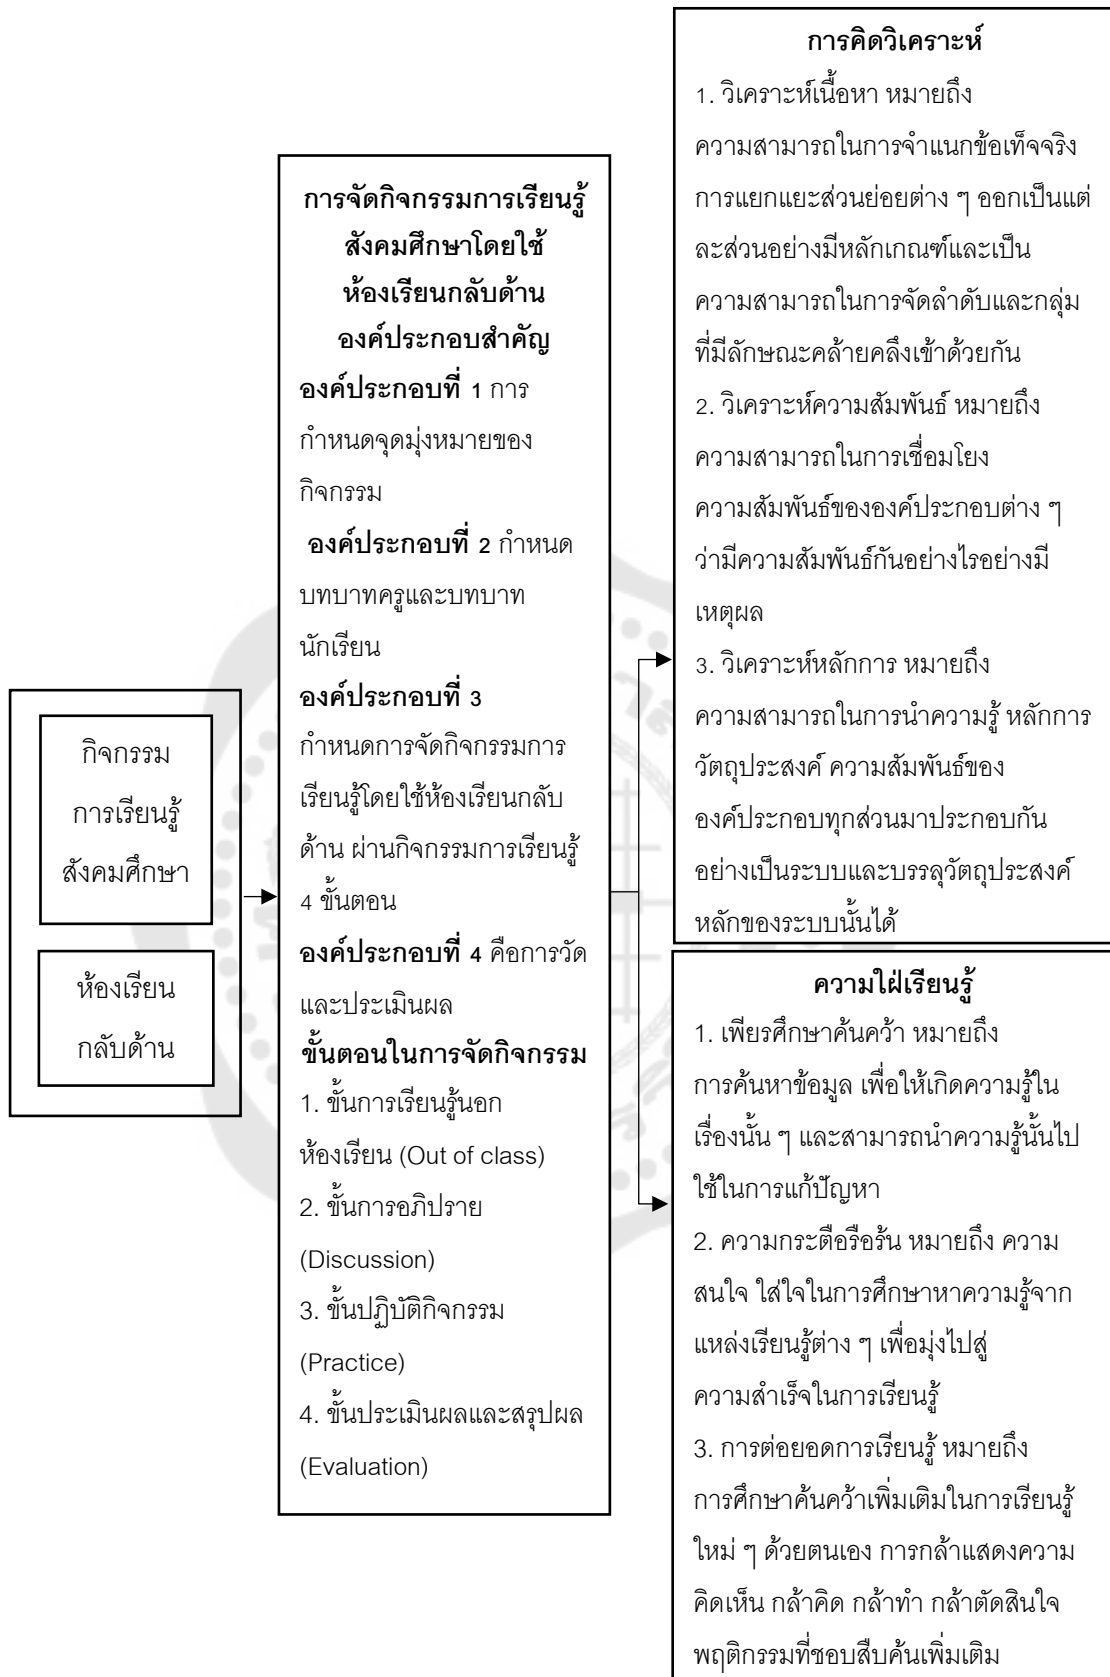 กิจกรรม
การเรียนรู้
สังคมศึกษา
ห้องเรียน
กลับด้าน
การจัดกิจกรรมการเรียนรู้
สังคมศึกษาโดยใช้
ห้องเรียนกลับด้าน
องค์ประกอบสำคัญ
องค์ประกอบที่ 1 การ
กำหนดจุดมุ่งหมายของ
กิจกรรม
องค์ประกอบที่ 2 กำหนด
บทบาทครูและบทบาท
นักเรียน
องค์ประกอบที่ 3
กำหนดการจัดกิจกรรมการ
เรียนรู้โดยใช้ห้องเรียนกลับ
ด้าน ผ่านกิจกรรมการเรียนรู้
4 ขั้นตอน
องค์ประกอบที่ 4 คือการวัด
และประเมินผล
ขั้นตอนในการจัดกิจกรรม
1. ขั้นการเรียนรู้นอก
ห้องเรียน (Out of class)
2. ขั้นการอภิปราย
(Discussion)
3. ขั้นปฏิบัติกิจกรรม
(Practice)
4. ขั้นประเมินผลและสรุปผล
(Evaluation)
การคิดวิเคราะห์
1. วิเคราะห์เนื้อหา หมายถึง
ความสามารถในการจำแนกข้อเท็จจริง
การแยกแยะส่วนย่อยต่าง ๆ ออกเป็นแต่
ละส่วนอย่างมีหลักเกณฑ์และเป็น
ความสามารถในการจัดลำดับและกลุ่ม
ที่มีลักษณะคล้ายคลึงเข้าด้วยกัน
2. วิเคราะห์ความสัมพันธ์ หมายถึง
ความสามารถในการเชื่อมโยง
ความสัมพันธ์ขององค์ประกอบต่าง ๆ
ว่ามีความสัมพันธ์กันอย่างไรอย่างมี
เหตุผล
3. วิเคราะห์หลักการ หมายถึง
ความสามารถในการนำความรู้ หลักการ
วัตถุประสงค์ ความสัมพันธ์ของ
องค์ประกอบทุกส่วนมาประกอบกัน
อย่างเป็นระบบและบรรลุวัตถุประสงค์
หลักของระบบนั้นได้
ความใฝ่เรียนรู้
1. เพียรศึกษาค้นคว้า หมายถึง
การค้นหาข้อมูล เพื่อให้เกิดความรู้ใน
เรื่องนั้น ๆ และสามารถนำความรู้นั้นไป
ใช้ในการแก้ปัญหา
2. ความกระตือรือร้น หมายถึง ความ
สนใจ ใส่ใจในการศึกษาหาความรู้จาก
แหล่งเรียนรู้ต่าง ๆ เพื่อมุ่งไปสู่
ความสำเร็จในการเรียนรู้
3. การต่อยอดการเรียนรู้ หมายถึง
การศึกษาค้นคว้าเพิ่มเติมในการเรียนรู้
ใหม่ ๆ ด้วยตนเอง การกล้าแสดงความ
คิดเห็น กล้าคิด กล้าทำ กล้าตัดสินใจ
พฤติกรรมที่ชอบสืบค้นเพิ่มเติม